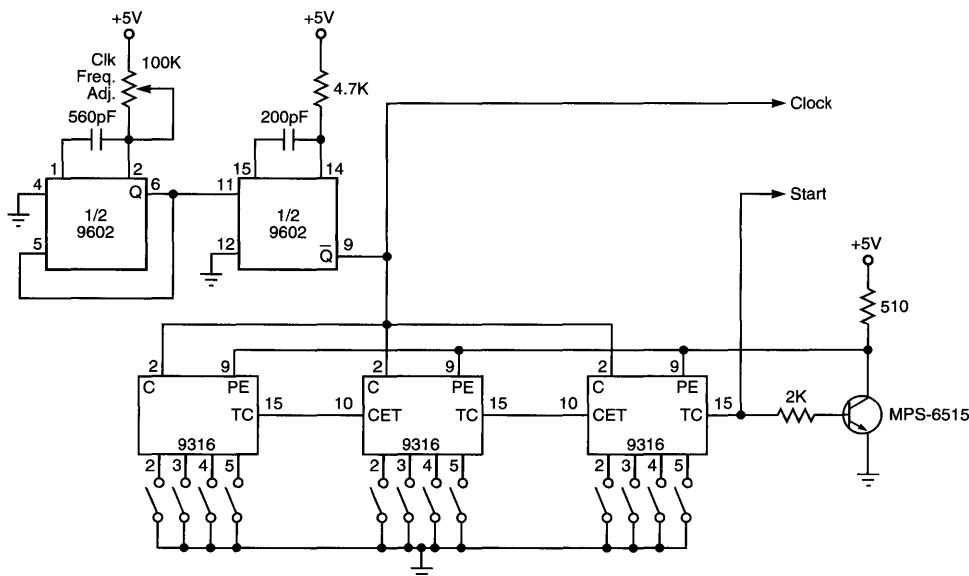 +5V
+5V
Clk
Freq.
Adj.
100K
4.7K
560pF
200pF
Clock
1
2
15
14
4
Q
6
11
Start
1/2
9602
1/2
9602
5
12
Q̅
9
+5V
510
2
9
2
9
2
9
C
PE
C
PE
C
PE
TC
15
10
CET
TC
15
10
CET
TC
15
2K
MPS-6515
9316
9316
9316
2
3
4
5
2
3
4
5
2
3
4
5